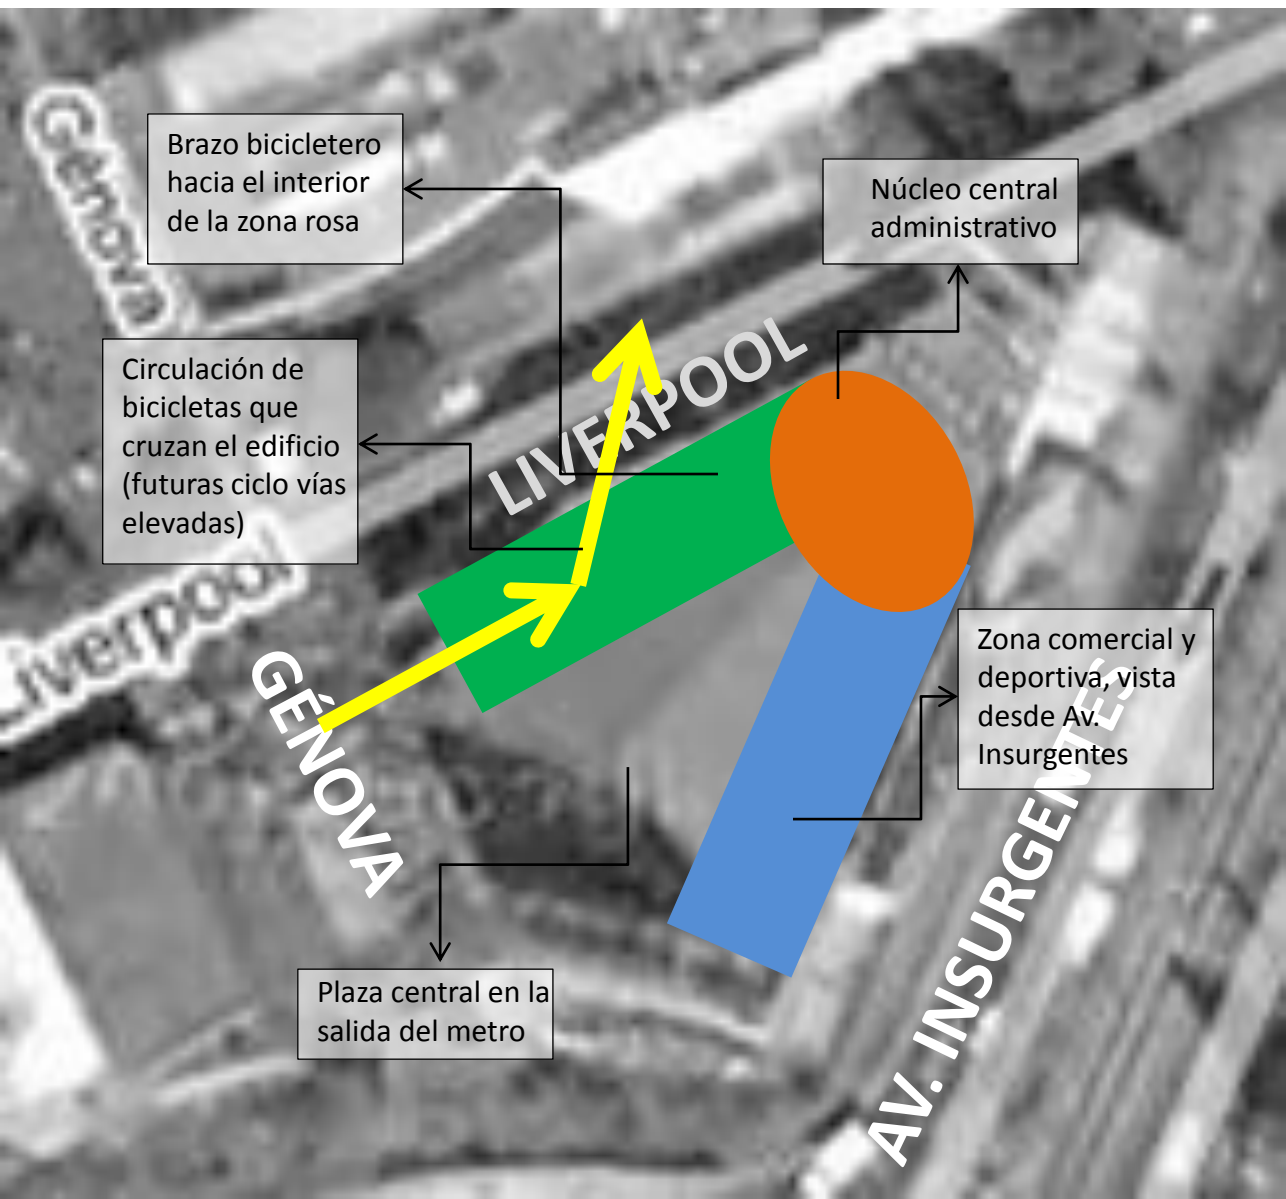 Génova
Brazo bicicletero
hacia el interior
de la zona rosa
Núcleo central
administrativo
Circulación de
bicicletas que
cruzan el edificio
(futuras ciclo vías
elevadas)
LIVERPOOL
Liverpool
GÉNOVA
Zona comercial y
deportiva, vista
desde Av.
Insurgentes
AV. INSURGENTES
Plaza central en la
salida del metro